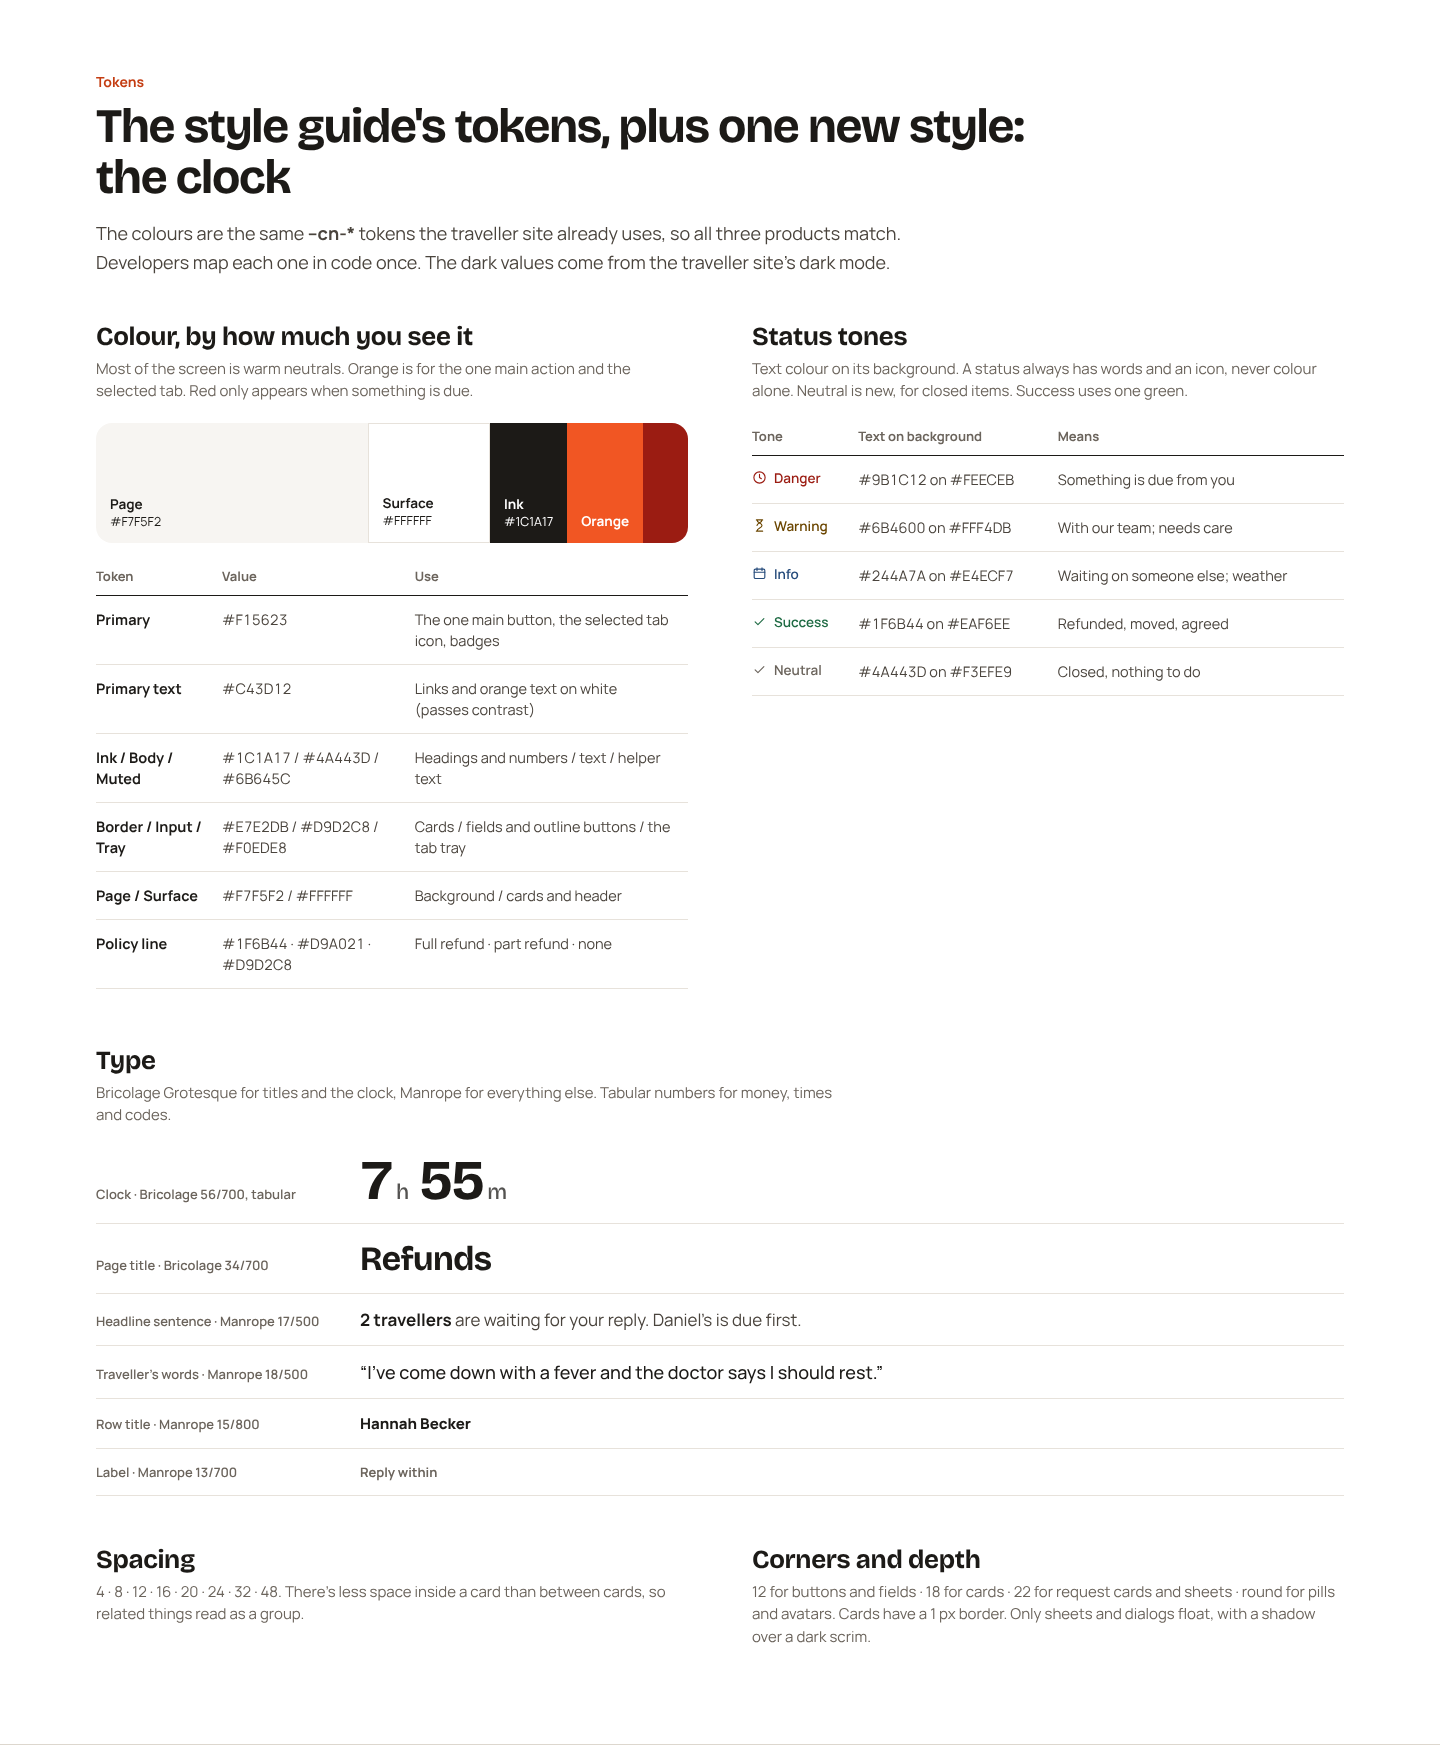 Tokens
The style guide's tokens, plus one new style:
the clock
The colours are the same –cn-* tokens the traveller site already uses, so all three products match.
Developers map each one in code once. The dark values come from the traveller site’s dark mode.
Colour, by how much you see it
Most of the screen is warm neutrals. Orange is for the one main action and the
selected tab. Red only appears when something is due.
Page
#F7F5F2
Surface
#FFFFFF
Ink
#1C1A17
Orange
Token Value Use
Primary #F15623 The one main button, the selected tab
icon, badges
Primary text #C43D12 Links and orange text on white
(passes contrast)
Ink / Body / #1C1A17 / #4A443D / Headings and numbers / text / helper
Muted #6B645C text
Border / Input / #E7E2DB / #D9D2C8 / Cards / fields and outline buttons / the
Tray #F0EDE8 tab tray
Page / Surface #F7F5F2 / #FFFFFF Background / cards and header
Policy line #1F6B44 · #D9A021 · Full refund · part refund · none
#D9D2C8
Status tones
Text colour on its background. A status always has words and an icon, never colour
alone. Neutral is new, for closed items. Success uses one green.
Tone Text on background Means
Danger #9B1C12 on #FEECEB Something is due from you
Warning #6B4600 on #FFF4DB With our team; needs care
Info #244A7A on #E4ECF7 Waiting on someone else; weather
Success #1F6B44 on #EAF6EE Refunded, moved, agreed
Neutral #4A443D on #F3EFE9 Closed, nothing to do
Type
Bricolage Grotesque for titles and the clock, Manrope for everything else. Tabular numbers for money, times
and codes.
Clock · Bricolage 56/700, tabular 7 h 55 m
Page title · Bricolage 34/700 Refunds
Headline sentence · Manrope 17/500 2 travellers are waiting for your reply. Daniel’s is due first.
Traveller’s words · Manrope 18/500 “I’ve come down with a fever and the doctor says I should rest.”
Row title · Manrope 15/800 Hannah Becker
Label · Manrope 13/700 Reply within
Spacing
4 · 8 · 12 · 16 · 20 · 24 · 32 · 48. There’s less space inside a card than between cards, so
related things read as a group.
Corners and depth
12 for buttons and fields · 18 for cards · 22 for request cards and sheets · round for pills
and avatars. Cards have a 1 px border. Only sheets and dialogs float, with a shadow
over a dark scrim.